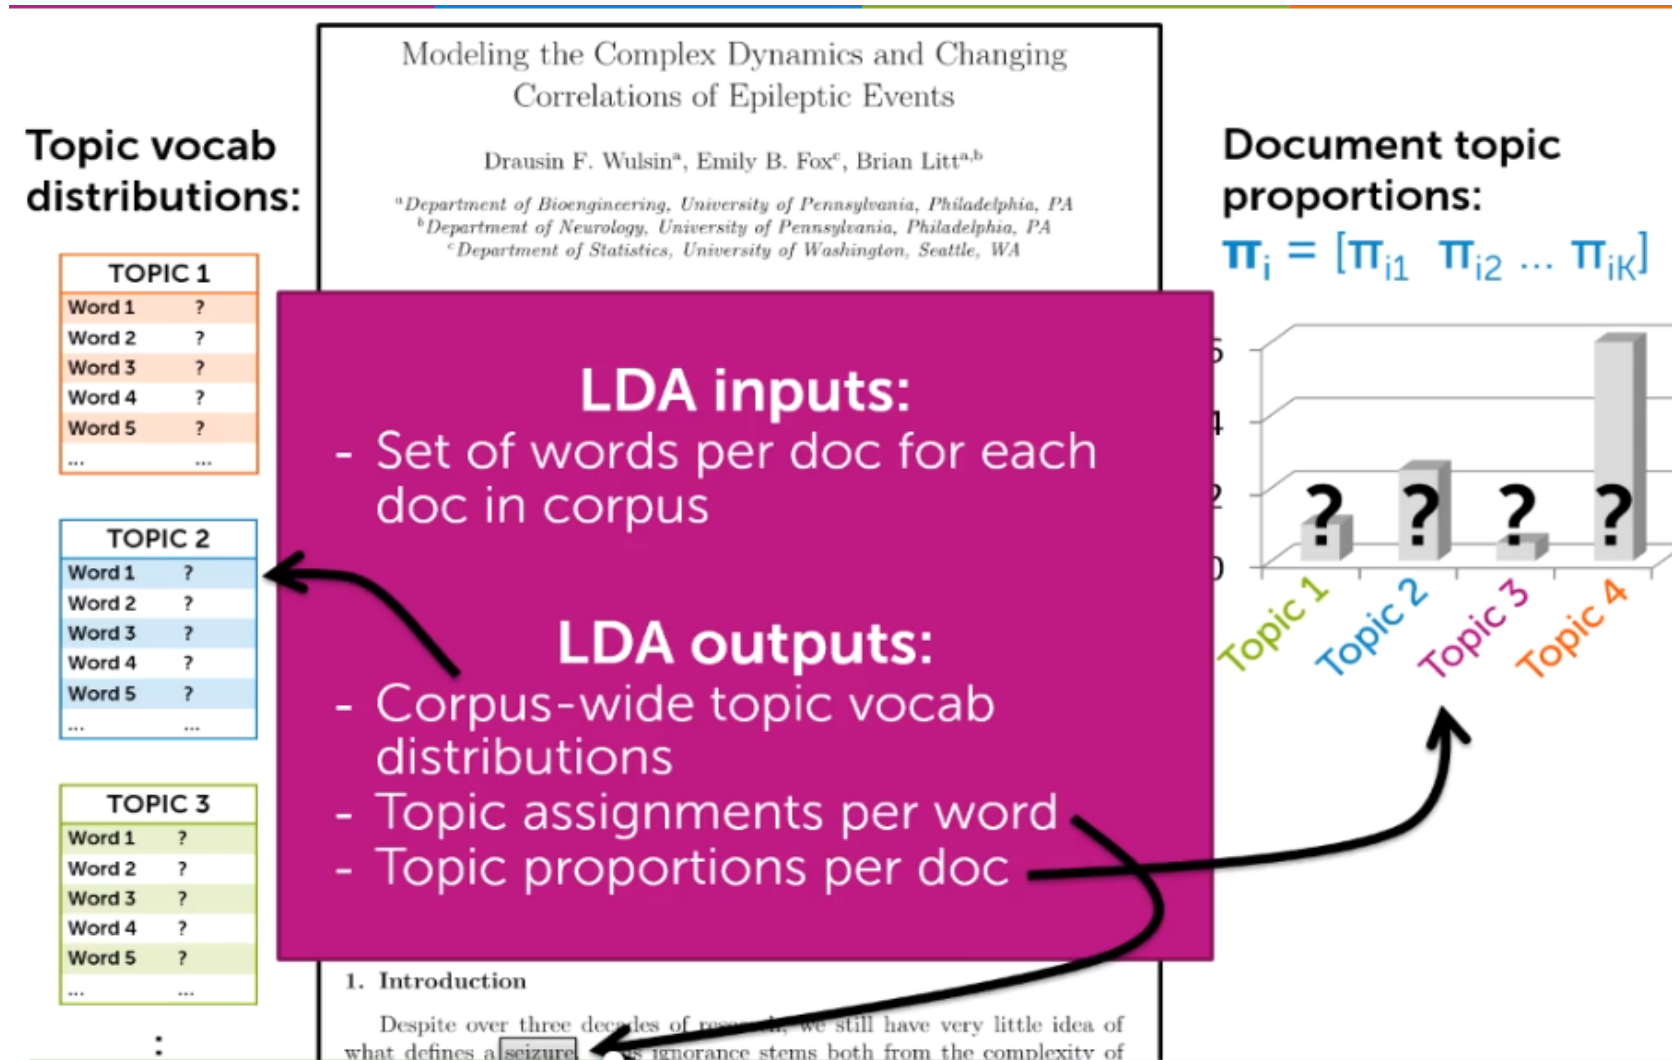 Modeling the Complex Dynamics and Changing
Correlations of Epileptic Events
Drausin F. Wulsinᵃ, Emily B. Foxᶜ, Brian Littᵃ,ᵇ
ᵃDepartment of Bioengineering, University of Pennsylvania, Philadelphia, PA
ᵇDepartment of Neurology, University of Pennsylvania, Philadelphia, PA
ᶜDepartment of Statistics, University of Washington, Seattle, WA
Topic vocab
distributions:
TOPIC 1
Word 1 ?
Word 2 ?
Word 3 ?
Word 4 ?
Word 5 ?
... ...
TOPIC 2
Word 1 ?
Word 2 ?
Word 3 ?
Word 4 ?
Word 5 ?
... ...
TOPIC 3
Word 1 ?
Word 2 ?
Word 3 ?
Word 4 ?
Word 5 ?
... ...
:
LDA inputs:
- Set of words per doc for each
doc in corpus
LDA outputs:
- Corpus-wide topic vocab
distributions
- Topic assignments per word
- Topic proportions per doc
1. Introduction
Despite over three decades of research, we still have very little idea of
what defines a seizure. ignorance stems both from the complexity of
Document topic
proportions:
πᵢ = [πᵢ₁ πᵢ₂ ... πᵢK]
6
4
2
0
? ? ? ?
Topic 1
Topic 2
Topic 3
Topic 4